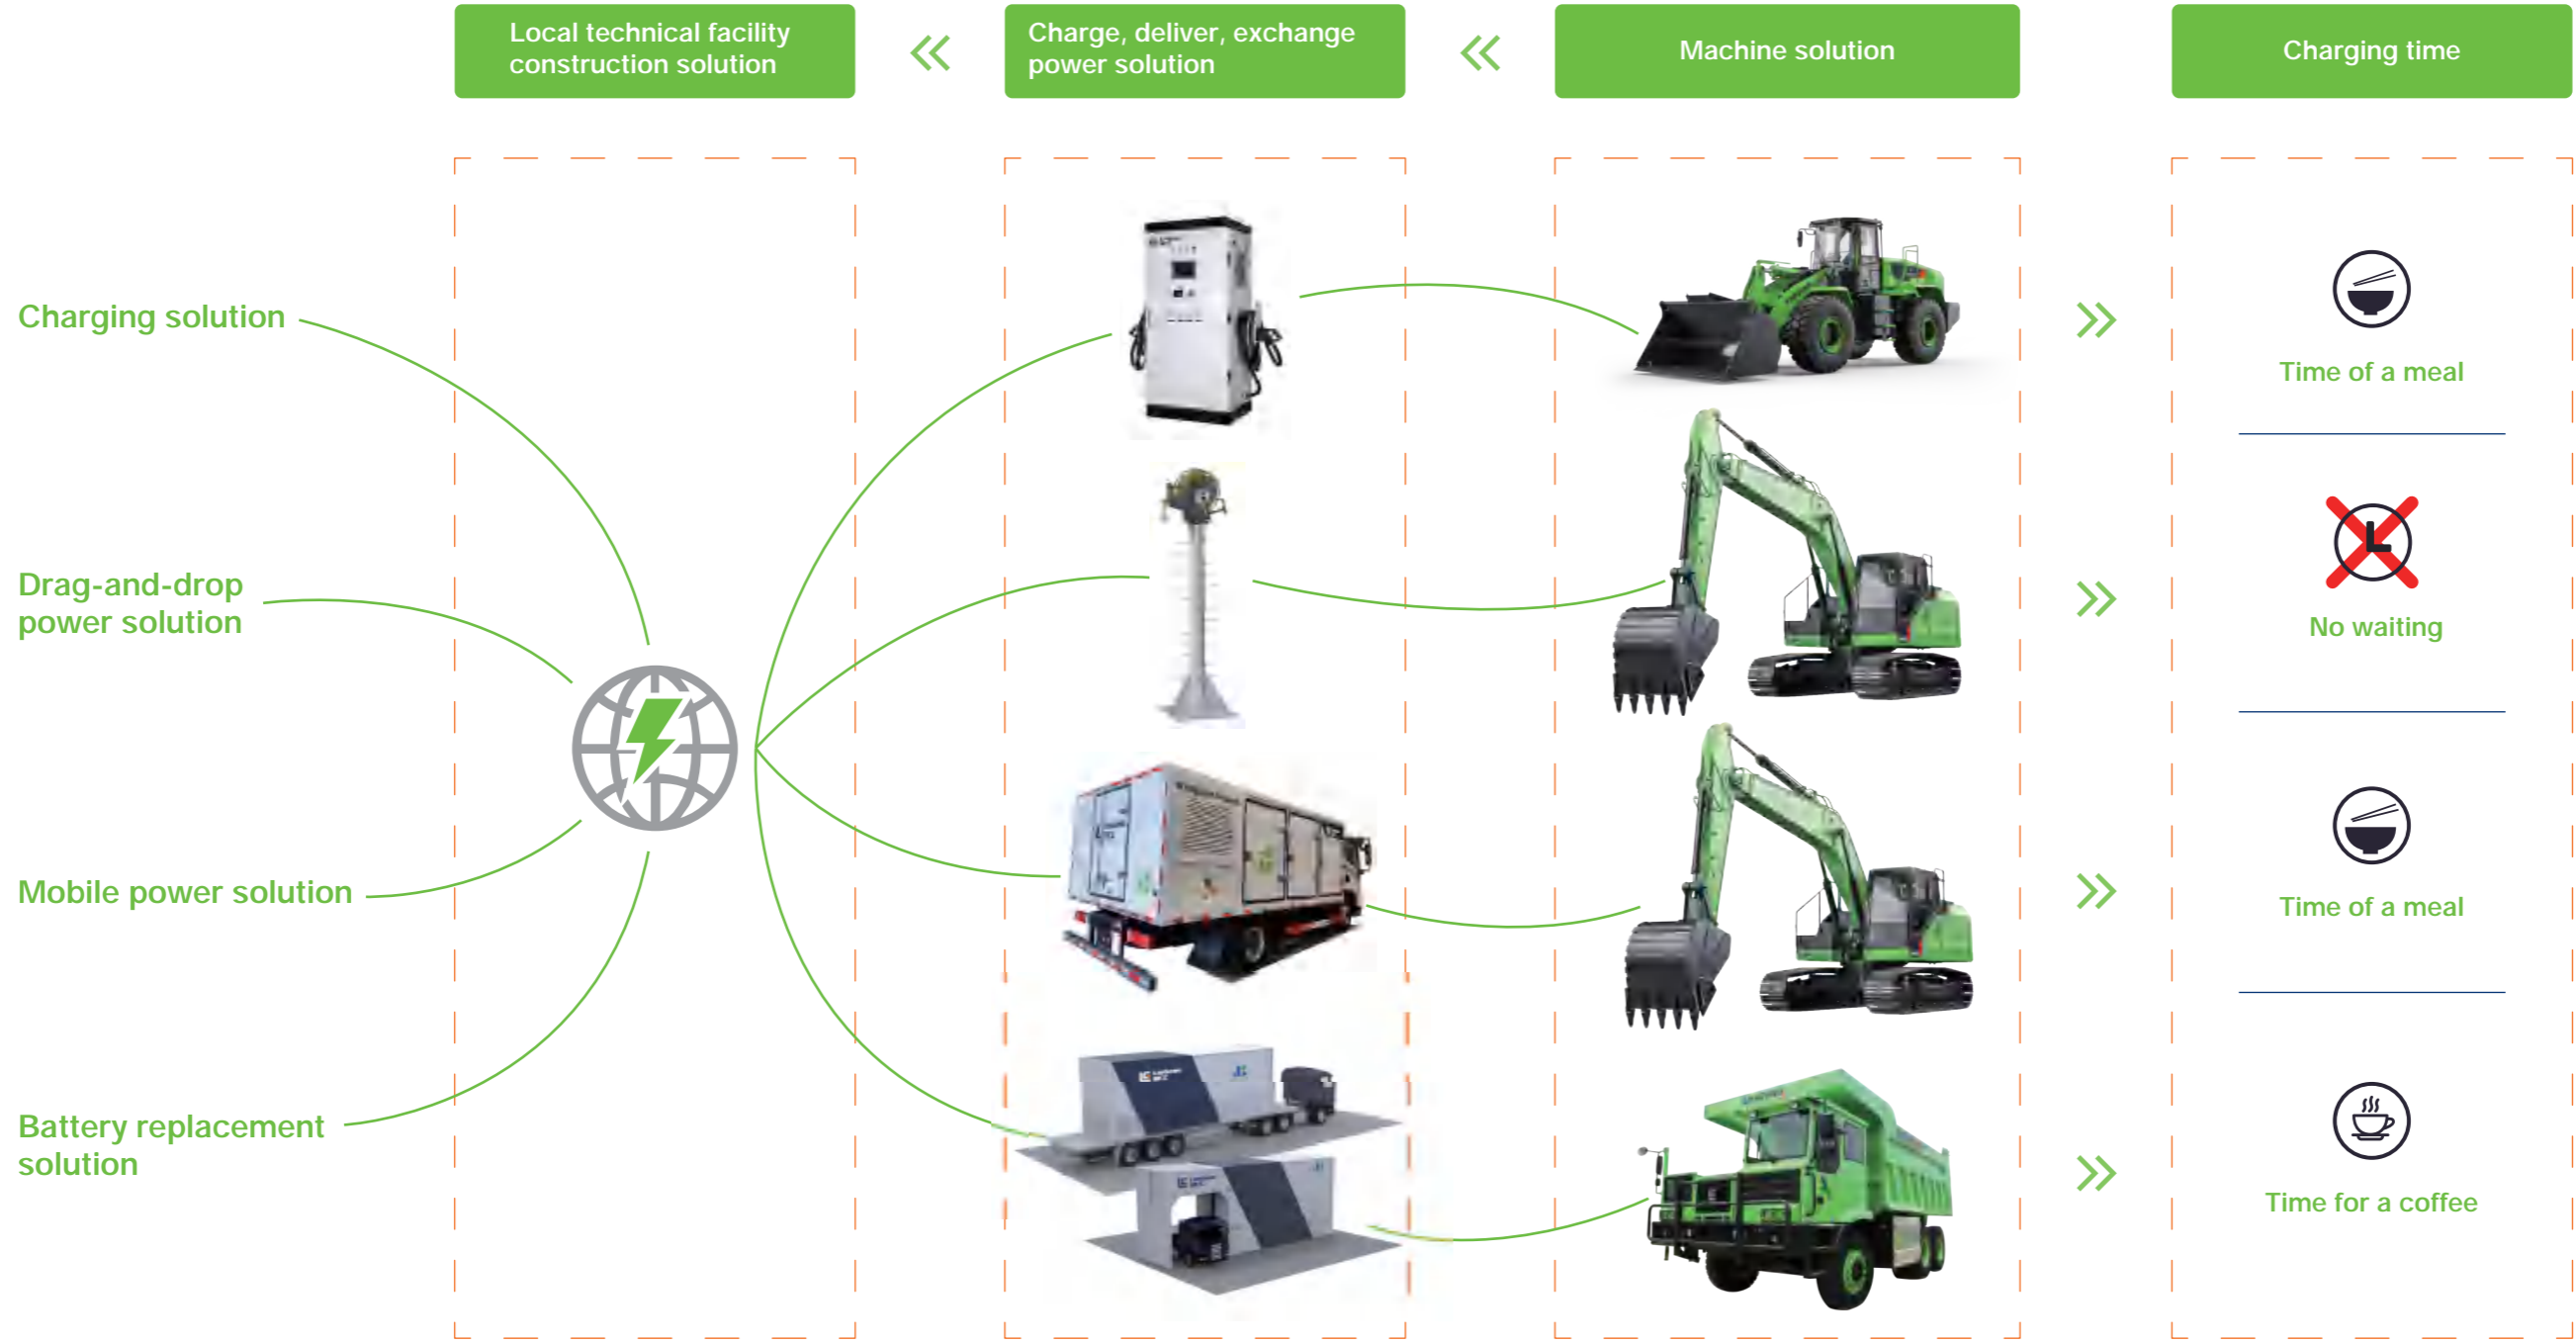 Local technical facility
construction solution
Charge, deliver, exchange
power solution
Machine solution
Charging time
Charging solution
Time of a meal
Drag-and-drop
power solution
No waiting
Mobile power solution
Time of a meal
Battery replacement
solution
Time for a coffee